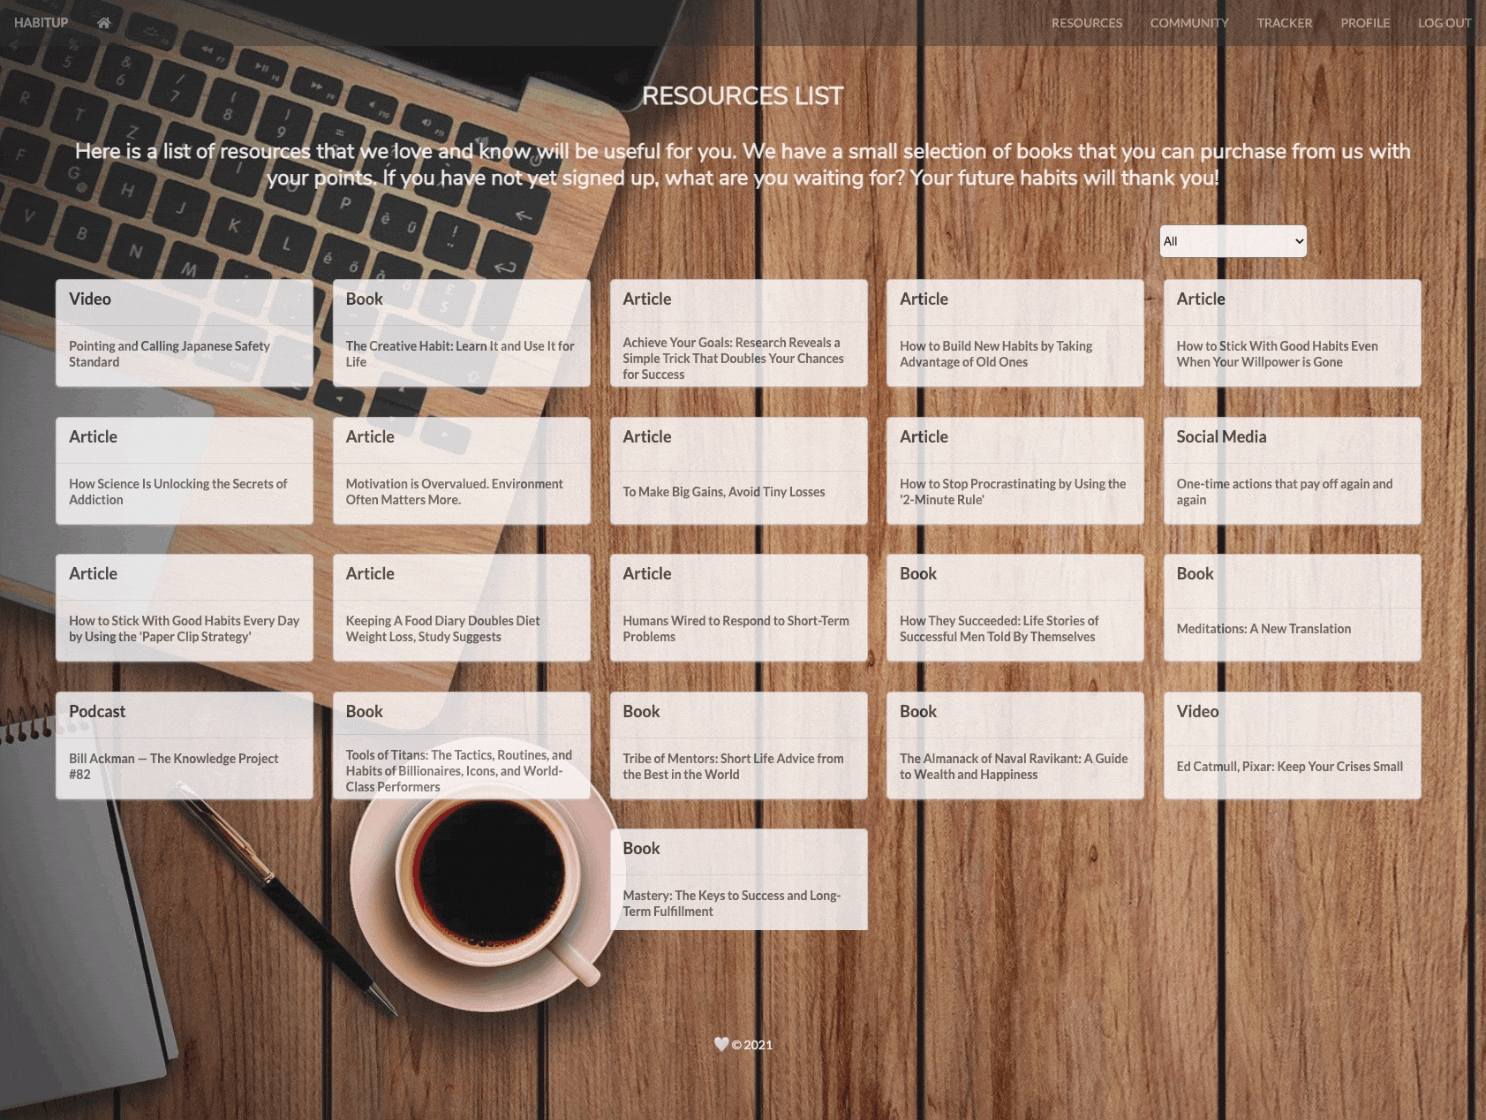 HABITUP RESOURCES COMMUNITY TRACKER PROFILE LOG OUT
RESOURCES LIST
Here is a list of resources that we love and know will be useful for you. We have a small selection of books that you can purchase from us with
your points. If you have not yet signed up, what are you waiting for? Your future habits will thank you!
All
Video
Pointing and Calling Japanese Safety
Standard
Book
The Creative Habit: Learn It and Use It for
Life
Article
Achieve Your Goals: Research Reveals a
Simple Trick That Doubles Your Chances
for Success
Article
How to Build New Habits by Taking
Advantage of Old Ones
Article
How to Stick With Good Habits Even
When Your Willpower is Gone
Article
How Science Is Unlocking the Secrets of
Addiction
Article
Motivation is Overvalued. Environment
Often Matters More.
Article
To Make Big Gains, Avoid Tiny Losses
Article
How to Stop Procrastinating by Using the
'2-Minute Rule'
Social Media
One-time actions that pay off again and
again
Article
How to Stick With Good Habits Every Day
by Using the 'Paper Clip Strategy'
Article
Keeping A Food Diary Doubles Diet
Weight Loss, Study Suggests
Article
Humans Wired to Respond to Short-Term
Problems
Book
How They Succeeded: Life Stories of
Successful Men Told By Themselves
Book
Meditations: A New Translation
Podcast
Bill Ackman — The Knowledge Project
#82
Book
Tools of Titans: The Tactics, Routines, and
Habits of Billionaires, Icons, and World-
Class Performers
Book
Tribe of Mentors: Short Life Advice from
the Best in the World
Book
The Almanack of Naval Ravikant: A Guide
to Wealth and Happiness
Video
Ed Catmull, Pixar: Keep Your Crises Small
Book
Mastery: The Keys to Success and Long-
Term Fulfillment
🤍 © 2021